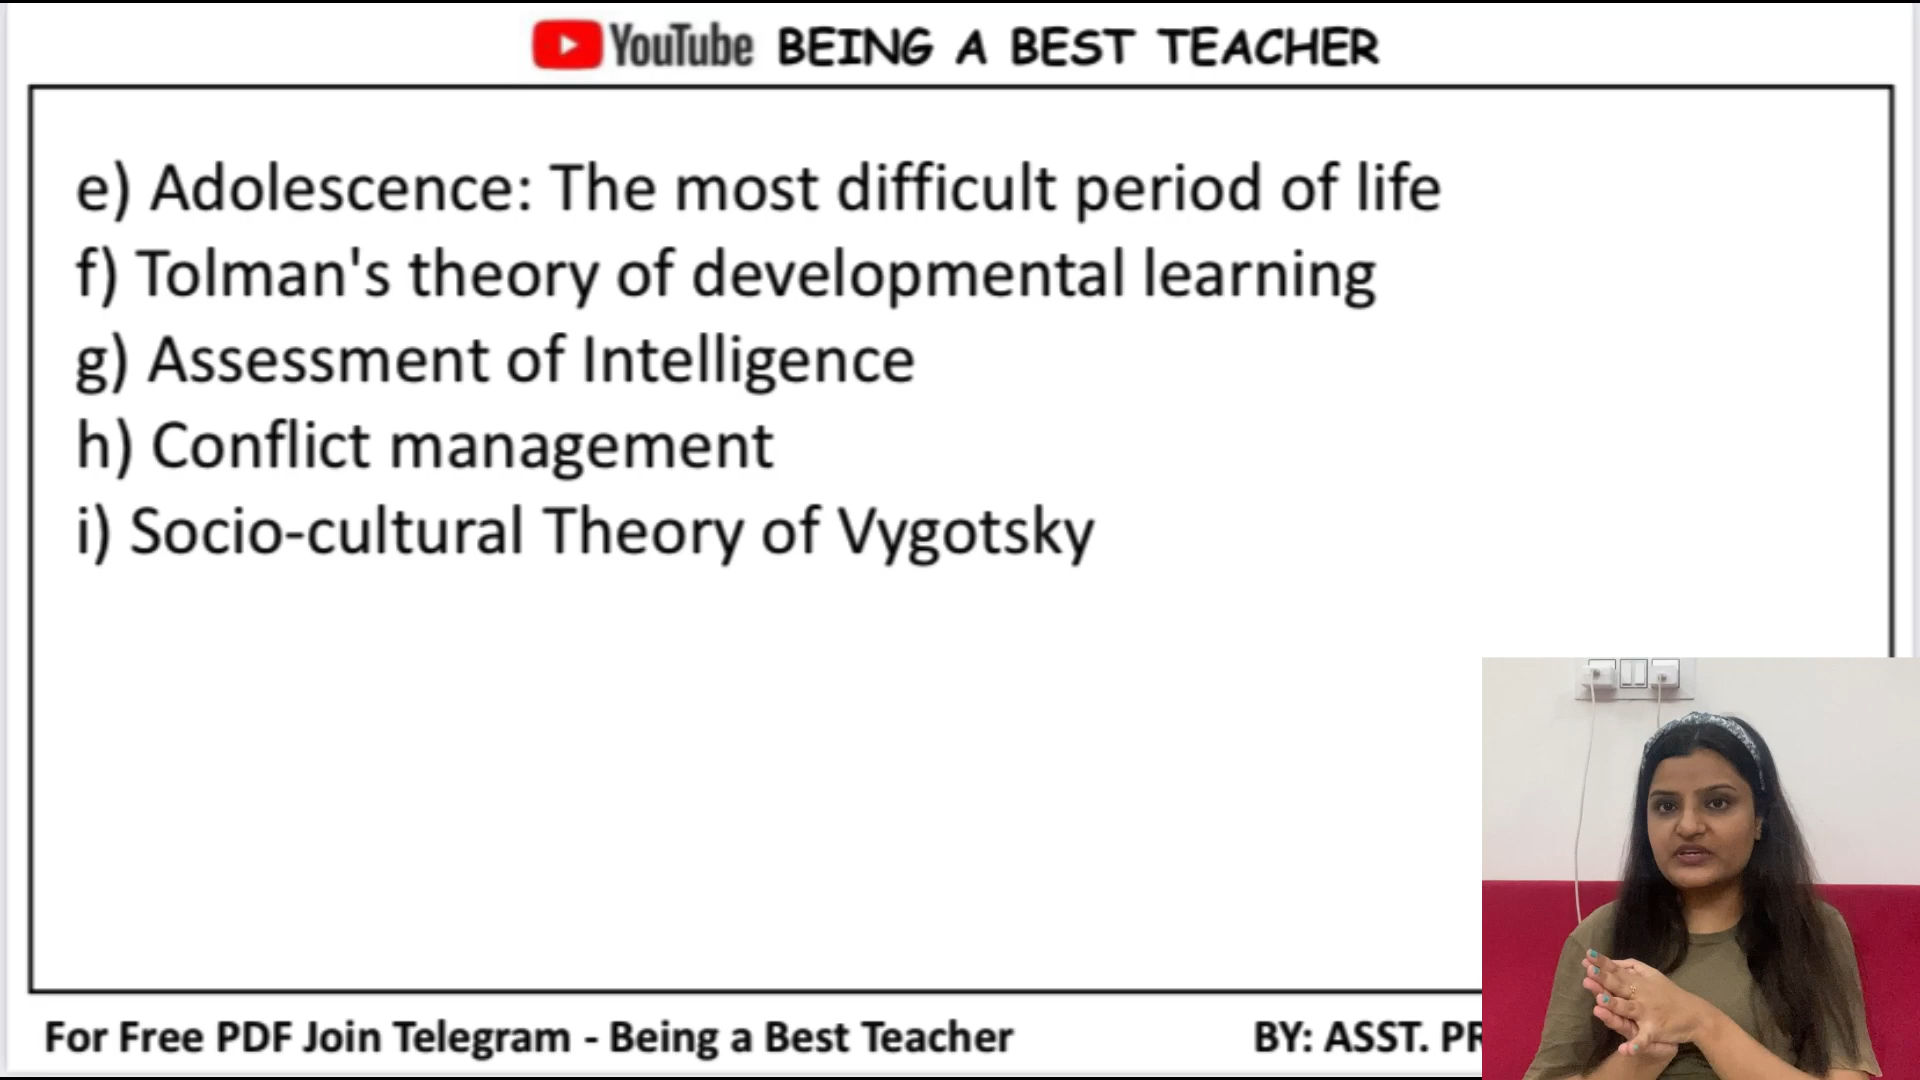 YouTube BEING A BEST TEACHER
e) Adolescence: The most difficult period of life
f) Tolman's theory of developmental learning
g) Assessment of Intelligence
h) Conflict management
i) Socio-cultural Theory of Vygotsky
For Free PDF Join Telegram - Being a Best Teacher BY: ASST.